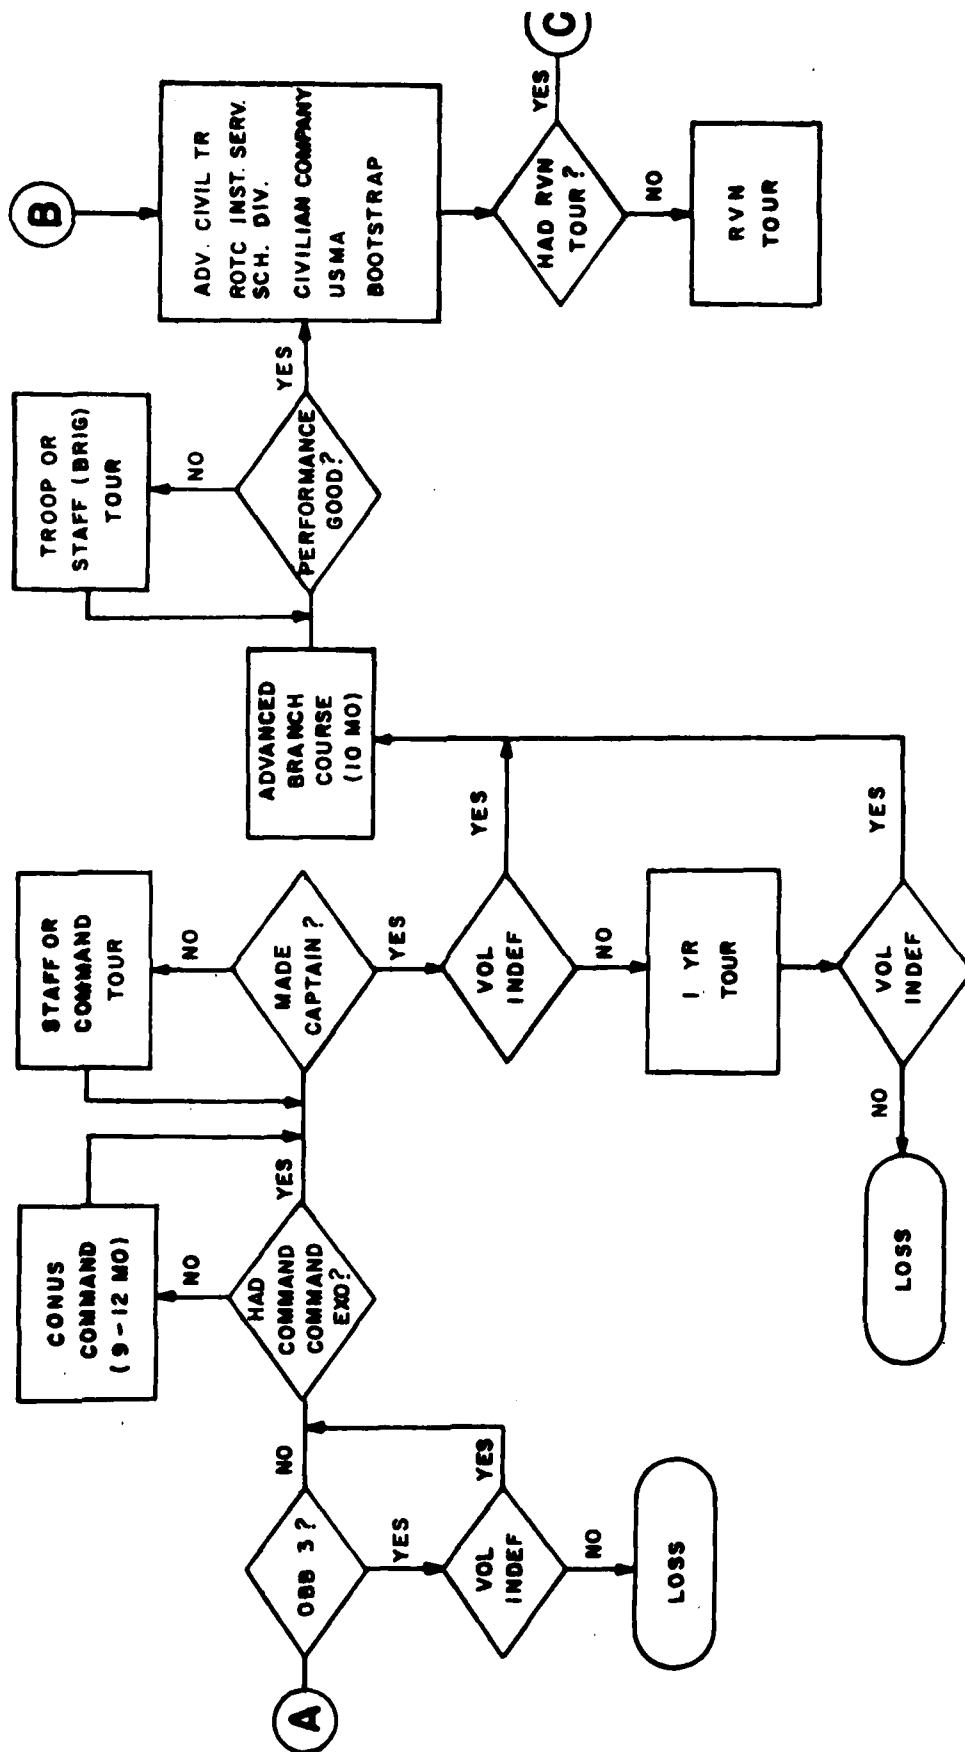 A
OBB 3?
NO
YES
VOL
INDEF
YES
NO
LOSS
HAD
COMMAND
COMMAND
EXO?
NO
CONUS
COMMAND
(9-12 MO)
YES
MADE
CAPTAIN?
NO
STAFF OR
COMMAND
TOUR
YES
VOL
INDEF
YES
NO
1 YR
TOUR
VOL
INDEF
NO
LOSS
YES
ADVANCED
BRANCH
COURSE
(10 MO)
PERFORMANCE
GOOD?
NO
TROOP OR
STAFF (BRIG)
TOUR
YES
B
ADV. CIVIL TR
ROTC INST. SERV.
SCH. DIV.
CIVILIAN COMPANY
USMA
BOOTSTRAP
HAD RVN
TOUR?
YES
C
NO
RVN
TOUR